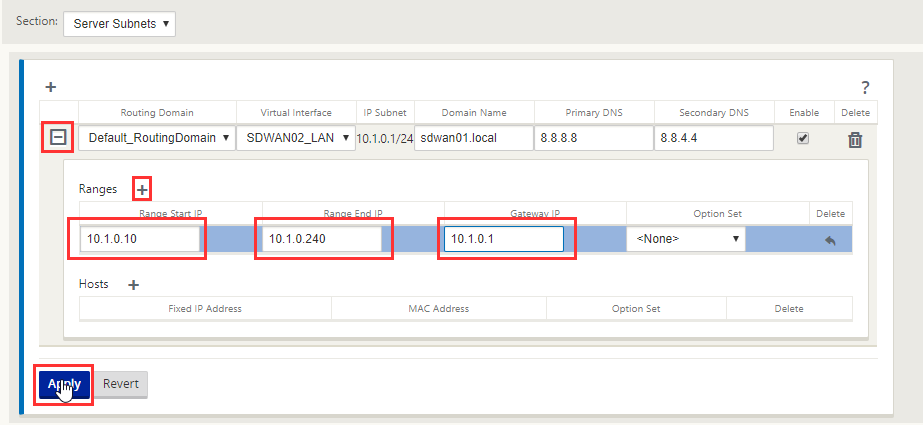 Section: Server Subnets ▼
+ ?
Routing Domain Virtual Interface IP Subnet Domain Name Primary DNS Secondary DNS Enable Delete
Default_RoutingDomain ▼ SDWAN02_LAN ▼ 10.1.0.1/24 sdwan01.local 8.8.8.8 8.8.4.4
Ranges +
Range Start IP Range End IP Gateway IP Option Set Delete
10.1.0.10 10.1.0.240 10.1.0.1 <None> ▼
Hosts +
Fixed IP Address MAC Address Option Set Delete
Apply Revert